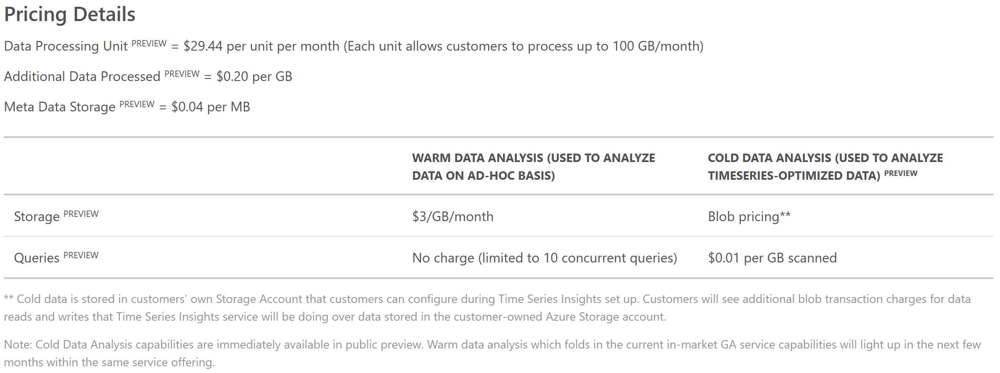 Pricing Details
Data Processing Unit PREVIEW = $29.44 per unit per month (Each unit allows customers to process up to 100 GB/month)
Additional Data Processed PREVIEW = $0.20 per GB
Meta Data Storage PREVIEW = $0.04 per MB
WARM DATA ANALYSIS (USED TO ANALYZE
DATA ON AD-HOC BASIS)
COLD DATA ANALYSIS (USED TO ANALYZE
TIMESERIES-OPTIMIZED DATA) PREVIEW
Storage PREVIEW $3/GB/month Blob pricing**
Queries PREVIEW No charge (limited to 10 concurrent queries) $0.01 per GB scanned
** Cold data is stored in customers’ own Storage Account that customers can configure during Time Series Insights set up. Customers will see additional blob transaction charges for data
reads and writes that Time Series Insights service will be doing over data stored in the customer-owned Azure Storage account.
Note: Cold Data Analysis capabilities are immediately available in public preview. Warm data analysis which folds in the current in-market GA service capabilities will light up in the next few
months within the same service offering.